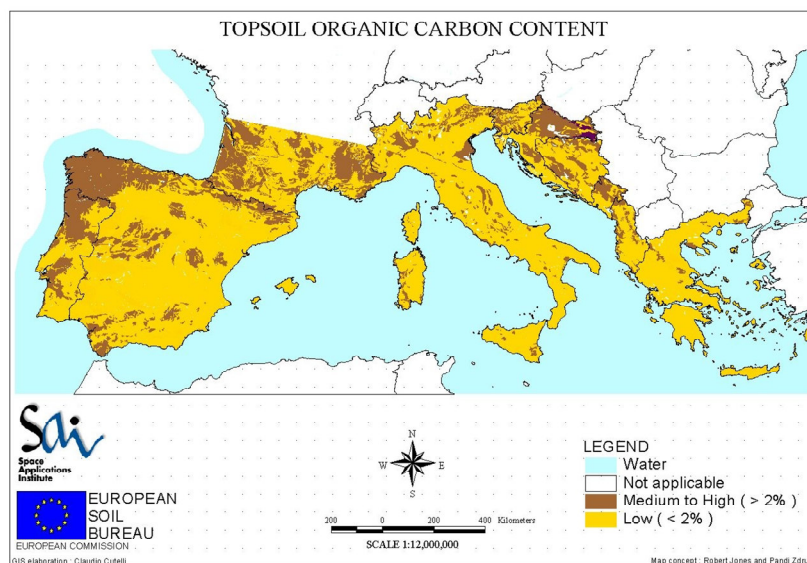 TOPSOIL ORGANIC CARBON CONTENT
Sai
Space
Applications
Institute
EUROPEAN
SOIL
BUREAU
EUROPEAN COMMISSION
GIS elaboration : Claudio Cutelli
N
W E
S
200 0 200 400 Kilometers
SCALE 1:12,000,000
LEGEND
Water
Not applicable
Medium to High ( > 2% )
Low ( < 2% )
Map concept : Robert Jones and Pandi Zdru